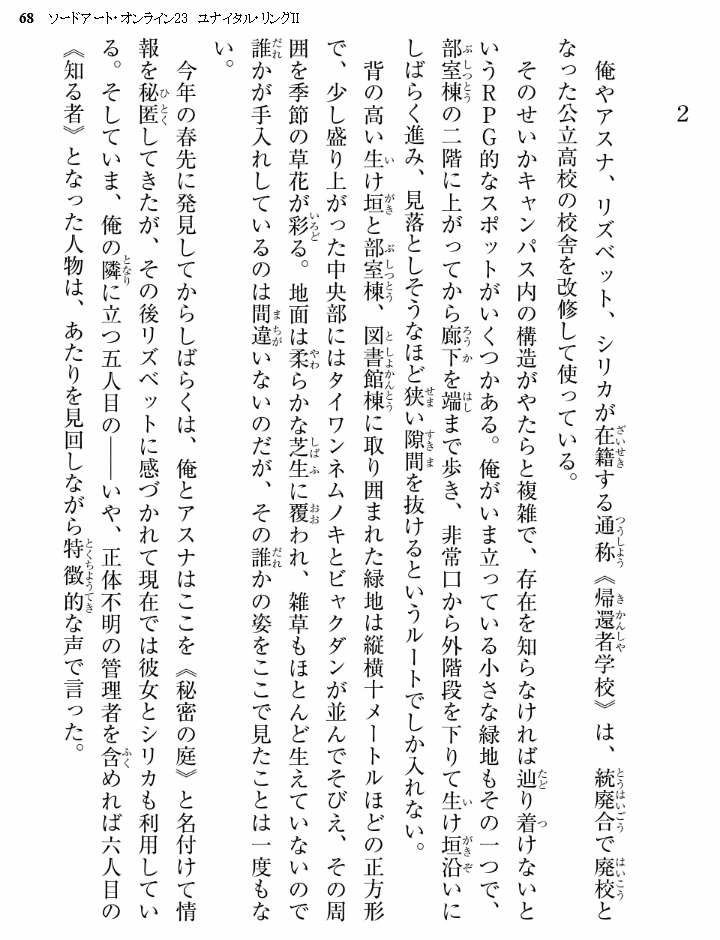 68 ソードアート・オンライン23 ユナイタル・リングII
2
俺やアスナ、リズベット、シリカが在籍する通称《帰還者学校》は、統廃合で廃校と
なった公立高校の校舎を改修して使っている。
そのせいかキャンパス内の構造がやたらと複雑で、存在を知らなければ辿り着けないと
いうRPG的なスポットがいくつかある。俺がいま立っている小さな緑地もその一つで、
部室棟の二階に上がってから廊下を端まで歩き、非常口から外階段を下りて生け垣沿いに
しばらく進み、見落としそうなほど狭い隙間を抜けるというルートでしか入れない。
背の高い生け垣と部室棟、図書館棟に取り囲まれた緑地は縦横十メートルほどの正方形
で、少し盛り上がった中央部にはタイワンネムノキとビャクダンが並んでそびえ、その周
囲を季節の草花が彩る。地面は柔らかな芝生に覆われ、雑草もほとんど生えていないので
誰かが手入れしているのは間違いないのだが、その誰かの姿をここで見たことは一度もな
い。
今年の春先に発見してからしばらくは、俺とアスナはここを《秘密の庭》と名付けて情
報を秘匿してきたが、その後リズベットに感づかれて現在では彼女とシリカも利用してい
る。そしていま、俺の隣に立つ五人目の――いや、正体不明の管理者を含めれば六人目の
《知る者》となった人物は、あたりを見回しながら特徴的な声で言った。